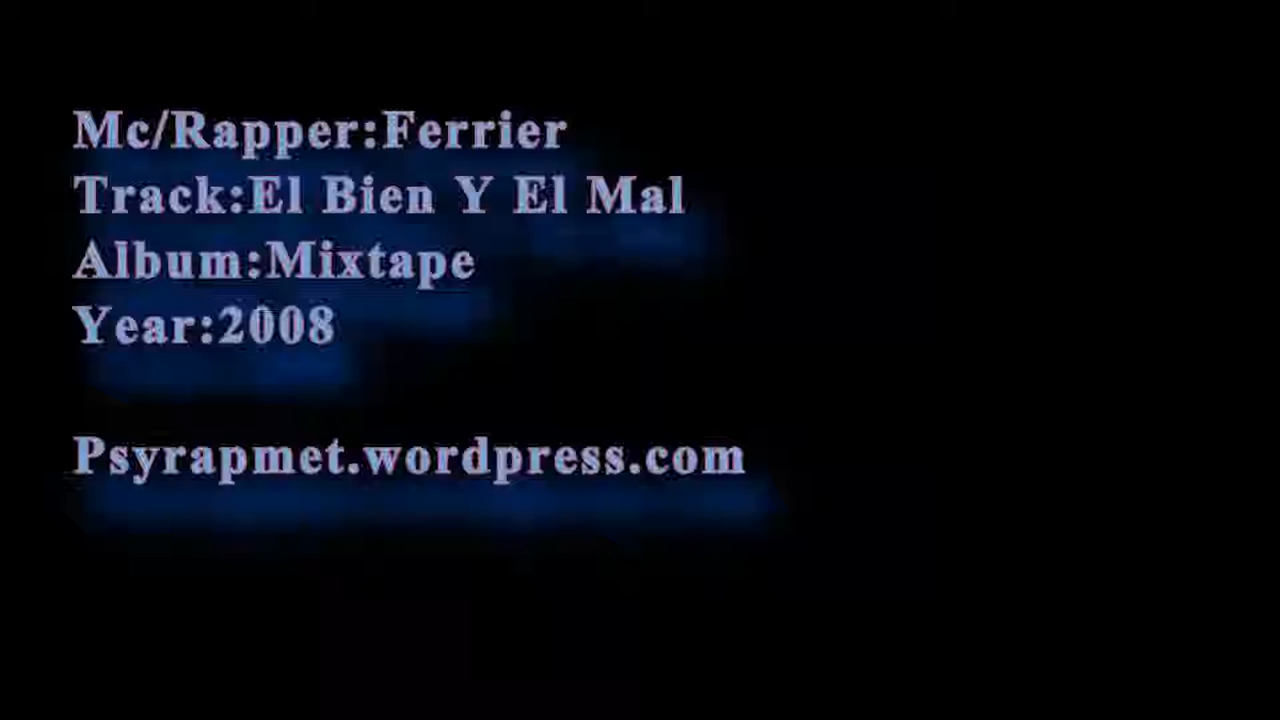 Mc/Rapper:Ferrier
Track:El Bien Y El Mal
Album:Mixtape
Year:2008
Psyrapmet.wordpress.com